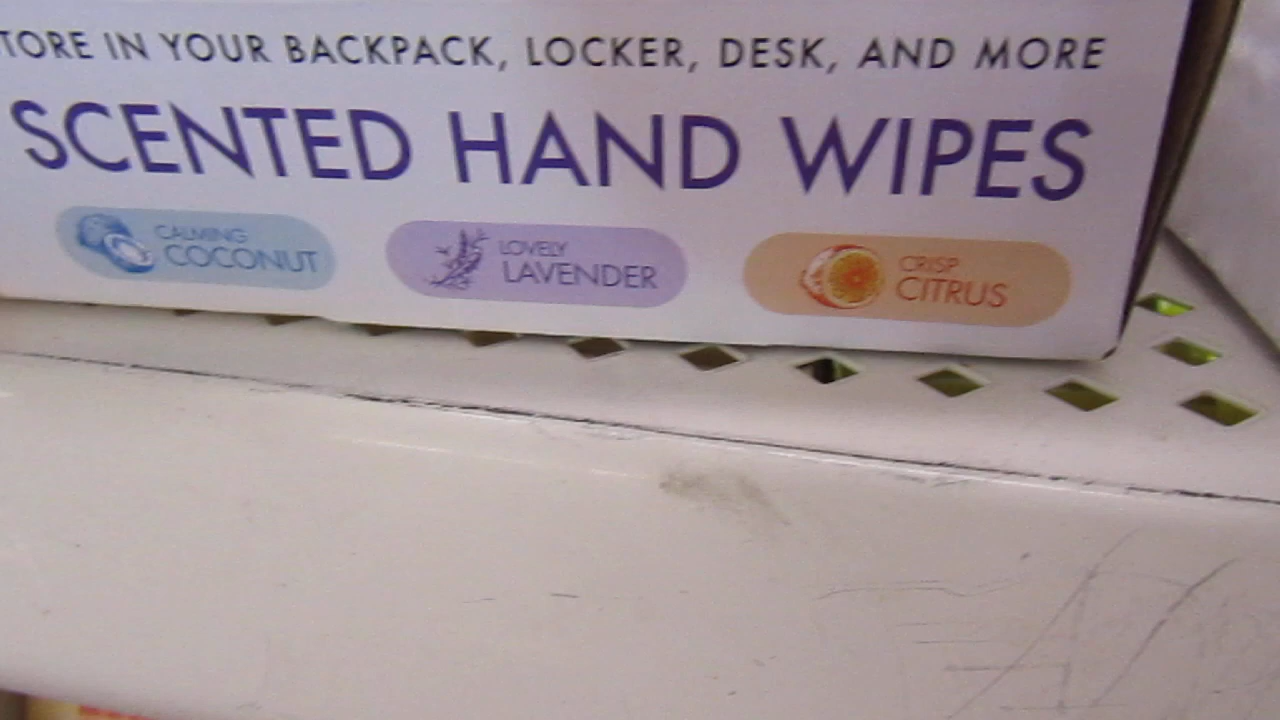 TORE IN YOUR BACKPACK, LOCKER, DESK, AND MORE
SCENTED HAND WIPES
CALMING
COCONUT
LOVELY
LAVENDER
CRISP
CITRUS